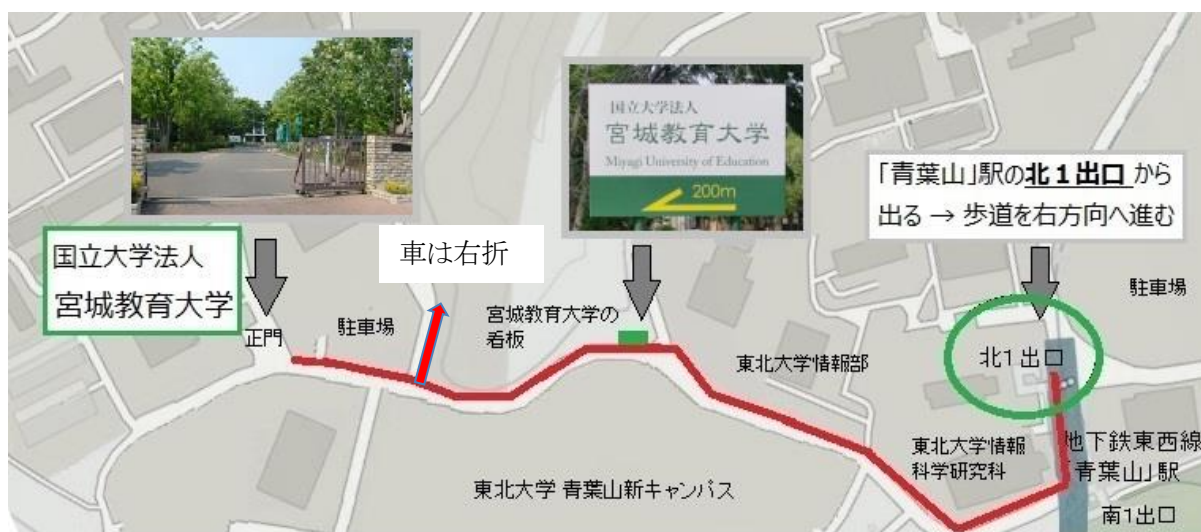 国立大学法人
宮城教育大学
Miyagi University of Education
200m
「青葉山」駅の北1出口 から
出る → 歩道を右方向へ進む
国立大学法人
宮城教育大学
車は右折
正門
駐車場
宮城教育大学の
看板
東北大学情報部
北1出口
駐車場
東北大学情報
科学研究科
地下鉄東西線
「青葉山」駅
南1出口
東北大学 青葉山新キャンパス